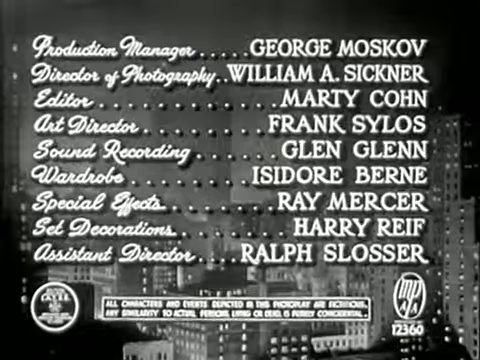 Production Manager.....GEORGE MOSKOV
Director of Photography..WILLIAM A. SICKNER
Editor...........MARTY COHN
Art Director........FRANK SYLOS
Sound Recording......GLEN GLENN
Wardrobe.........ISIDORE BERNE
Special Effects.......RAY MERCER
Set Decorations.......HARRY REIF
Assistant Director....RALPH SLOSSER
I.A.T.S.E.
ALL CHARACTERS AND EVENTS DEPICTED IN THIS PHOTOPLAY ARE FICTITIOUS.
ANY SIMILARITY TO ACTUAL PERSONS, LIVING OR DEAD, IS PURELY COINCIDENTAL.
12360